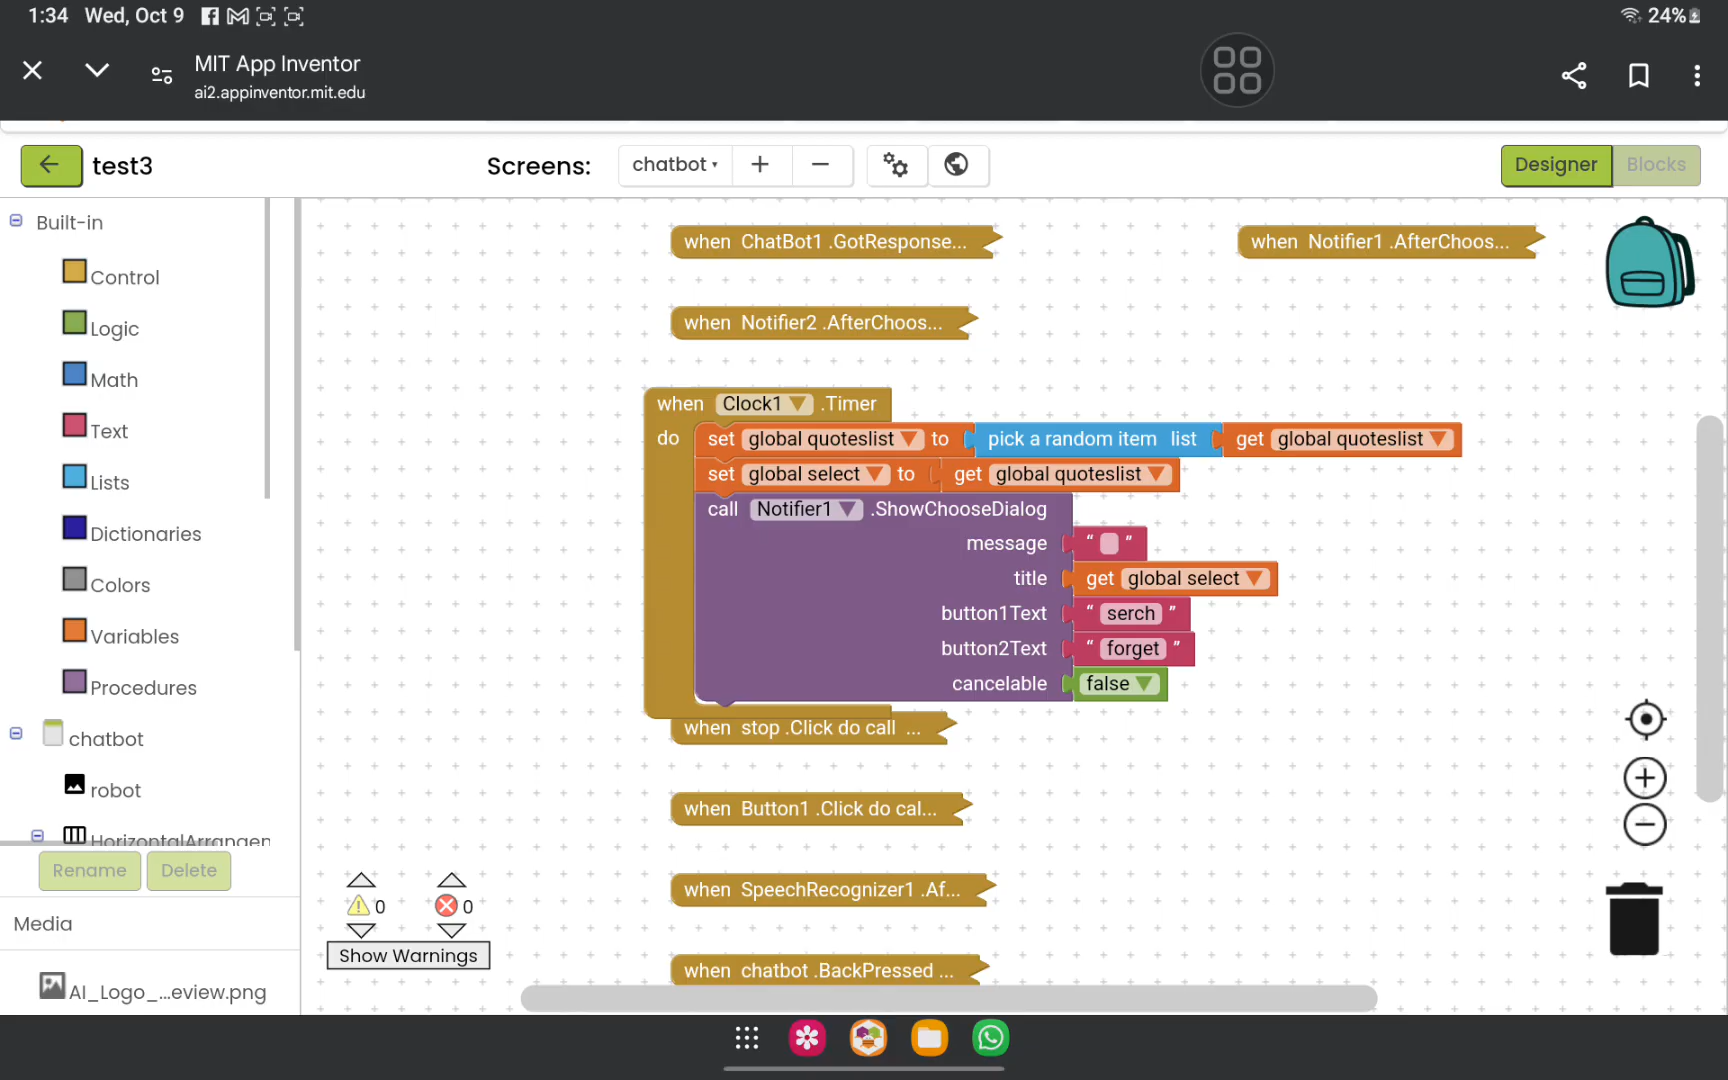 1:34 Wed, Oct 9
24%
MIT App Inventor
ai2.appinventor.mit.edu
test3
Screens:
chatbot
Designer
Blocks
Built-in
Control
Logic
Math
Text
Lists
Dictionaries
Colors
Variables
Procedures
chatbot
robot
HorizontalArrangen
Rename
Delete
Media
AI_Logo_...eview.png
when ChatBot1 .GotResponse...
when Notifier1 .AfterChoos...
when Notifier2 .AfterChoos...
when Clock1 .Timer
do set global quoteslist to pick a random item list get global quoteslist
set global select to get global quoteslist
call Notifier1 .ShowChooseDialog
message “ ”
title get global select
button1Text “ serch ”
button2Text “ forget ”
cancelable false
when stop .Click do call ...
when Button1 .Click do cal...
when SpeechRecognizer1 .Af...
when chatbot .BackPressed ...
0 0
Show Warnings